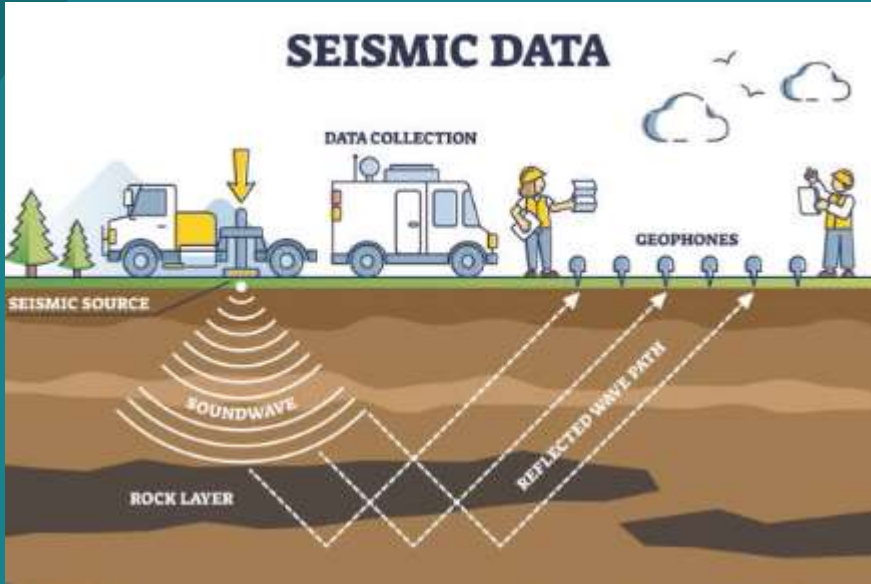 SEISMIC DATA
DATA COLLECTION
GEOPHONES
SEISMIC SOURCE
SOUNDWAVE
REFLECTED WAVE PATH
ROCK LAYER